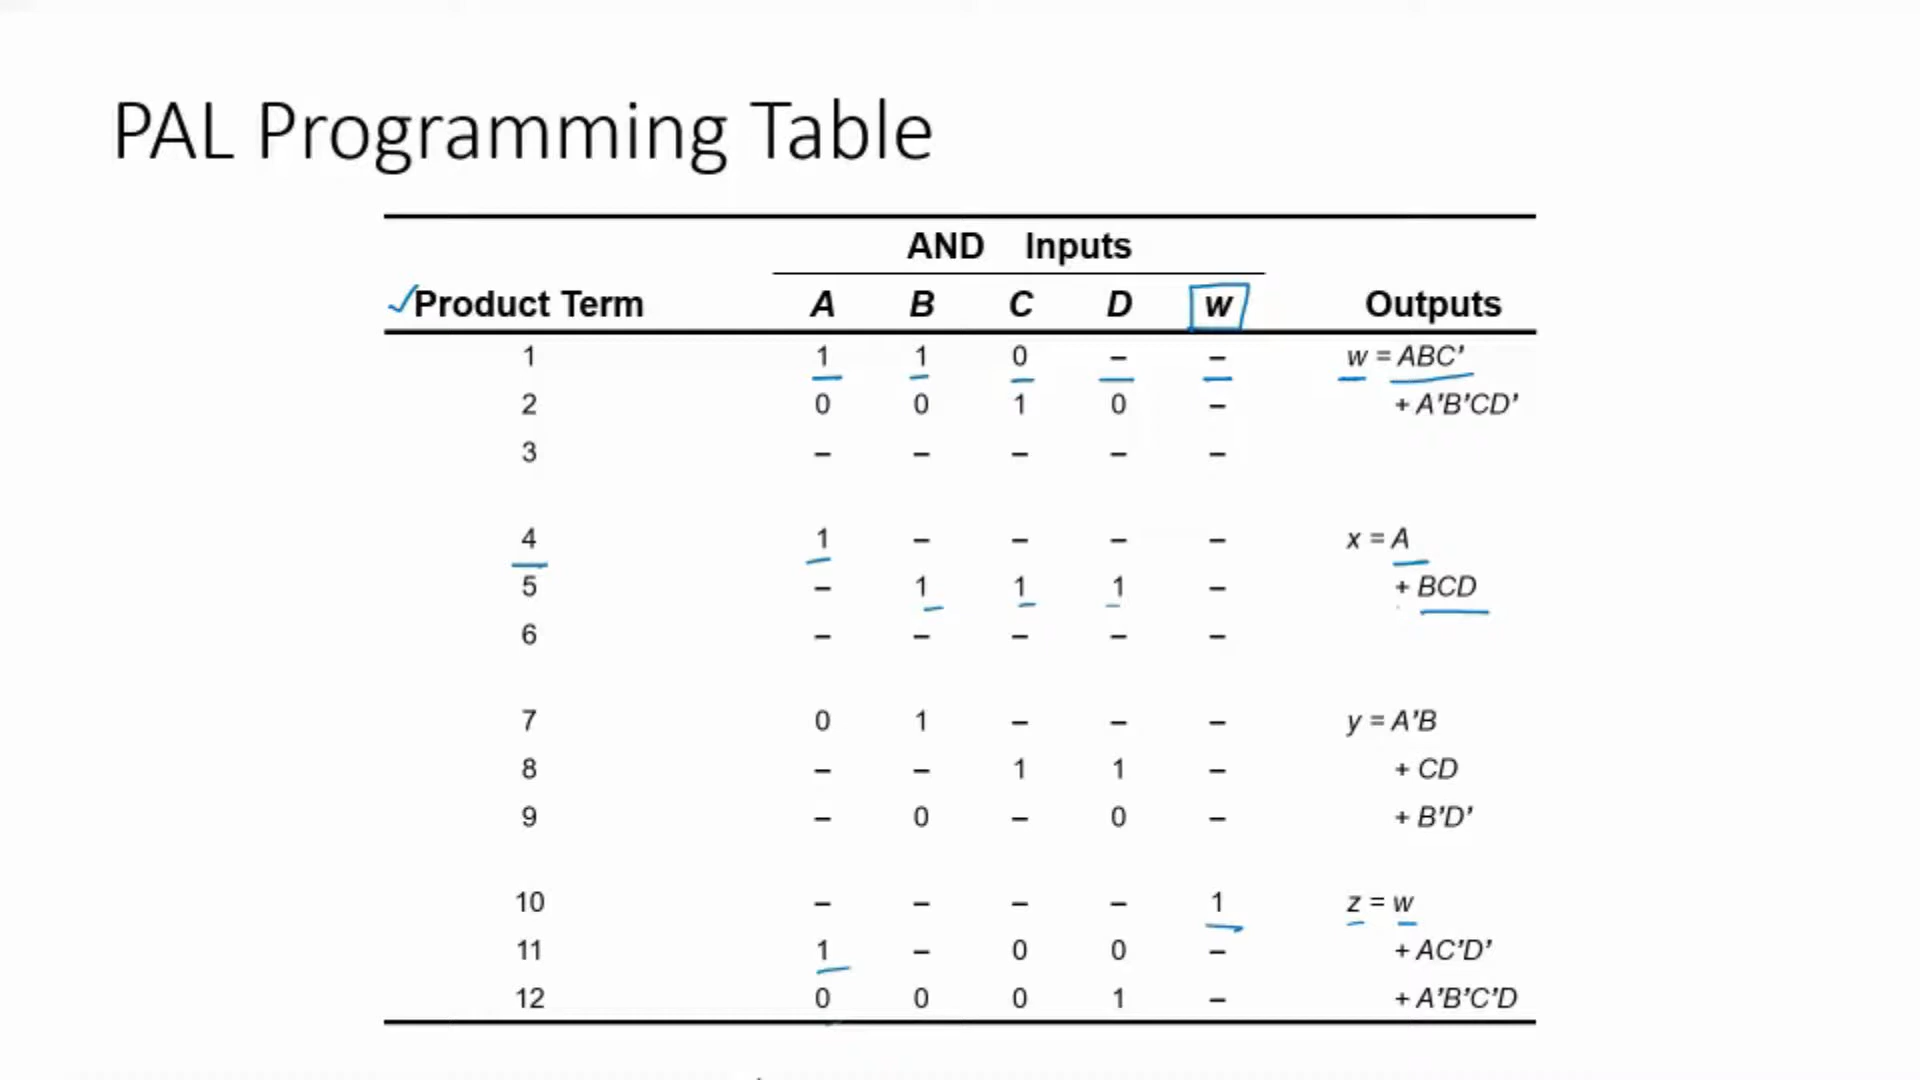 PAL Programming Table
AND Inputs
Product Term A B C D w Outputs
1 1 1 0 – – w = ABC'
2 0 0 1 0 – + A'B'CD'
3 – – – – –
4 1 – – – – x = A
5 – 1 1 1 – + BCD
6 – – – – –
7 0 1 – – – y = A'B
8 – – 1 1 – + CD
9 – 0 – 0 – + B'D'
10 – – – – 1 z = w
11 1 – 0 0 – + AC'D'
12 0 0 0 1 – + A'B'C'D